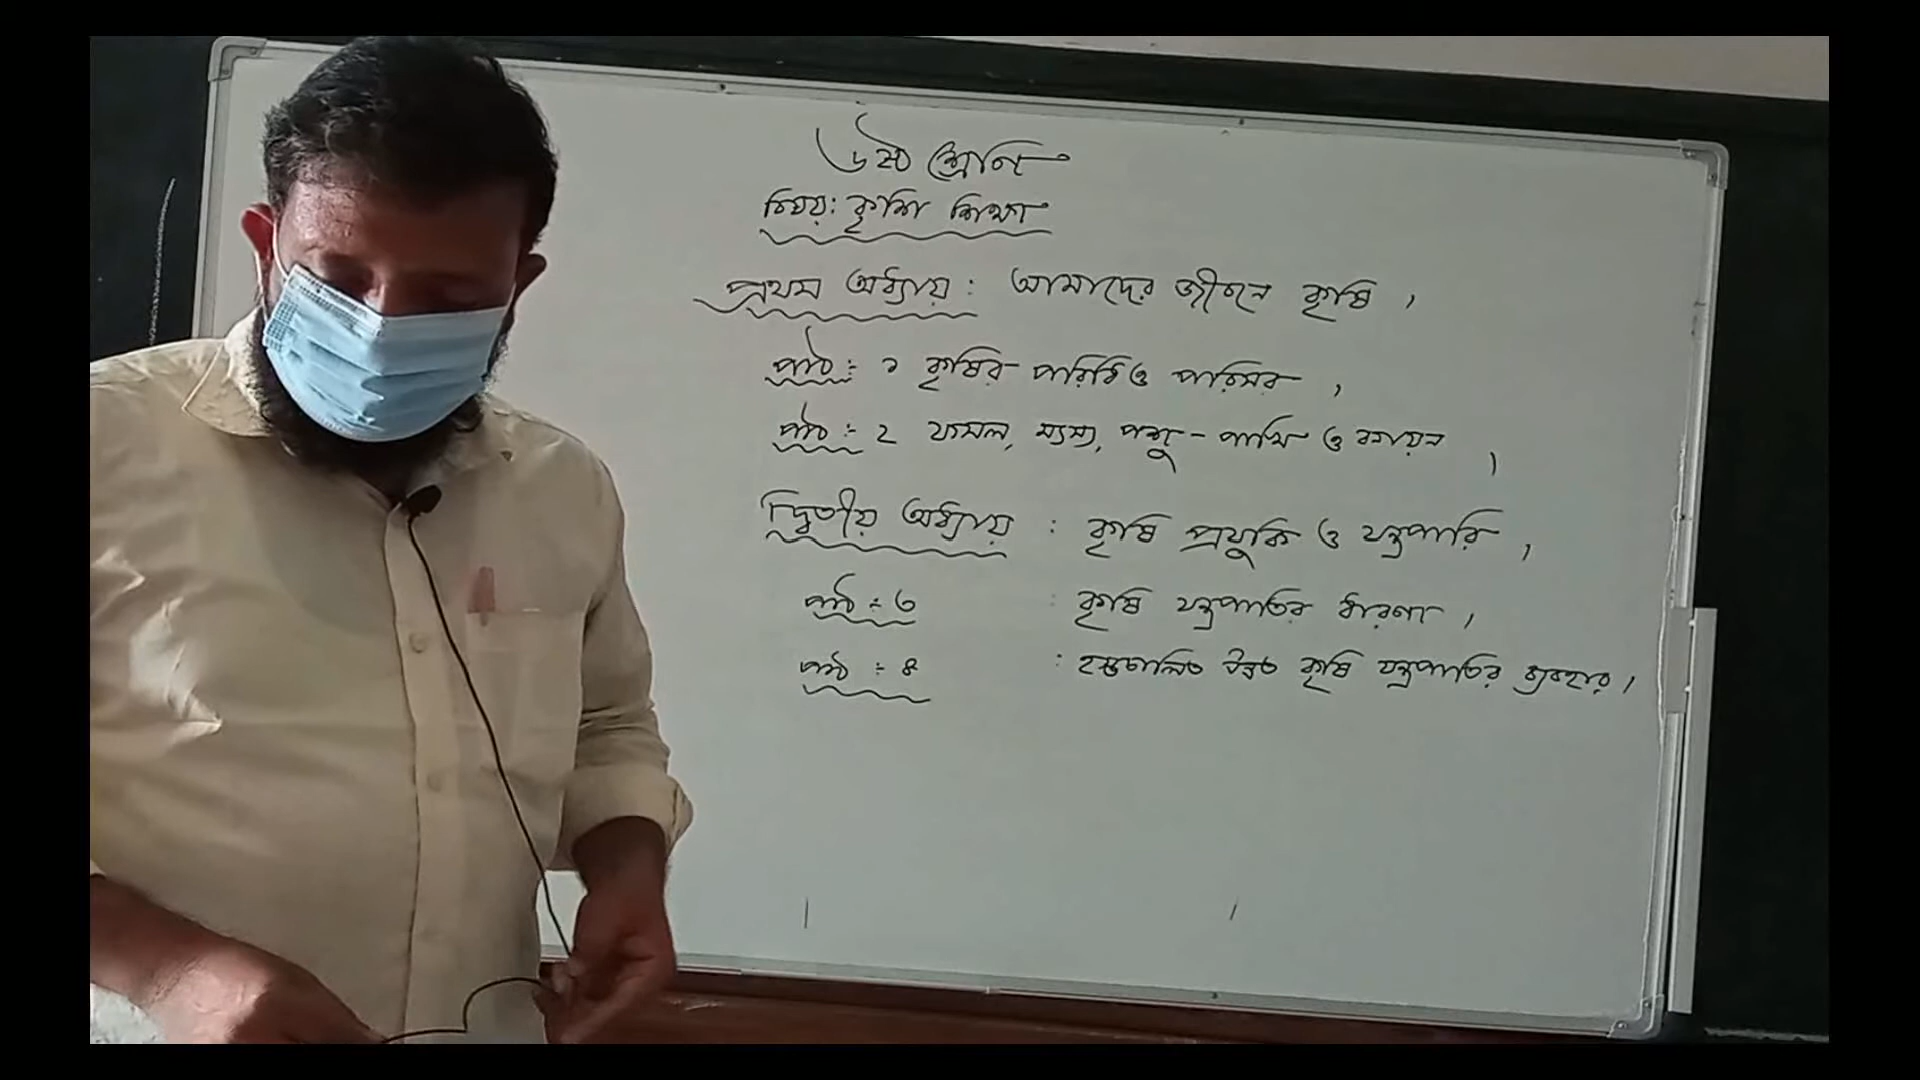 ৬ষ্ঠ শ্রেণি
বিষয়: কৃষি শিক্ষা
প্রথম অধ্যায় : আমাদের জীবনে কৃষি ,
পাঠ :- ১ কৃষির পরিধি ও পরিসর ,
পাঠ :- ২ ফসল, মৎস্য, পশু - পাখি ও বনায়ন ,
দ্বিতীয় অধ্যায় : কৃষি প্রযুক্তি ও যন্ত্রপাতি ,
পাঠ :- ৩ : কৃষি যন্ত্রপাতির ধারণা ,
পাঠ :- ৪ : হস্তচালিত উন্নত কৃষি যন্ত্রপাতির ব্যবহার ,